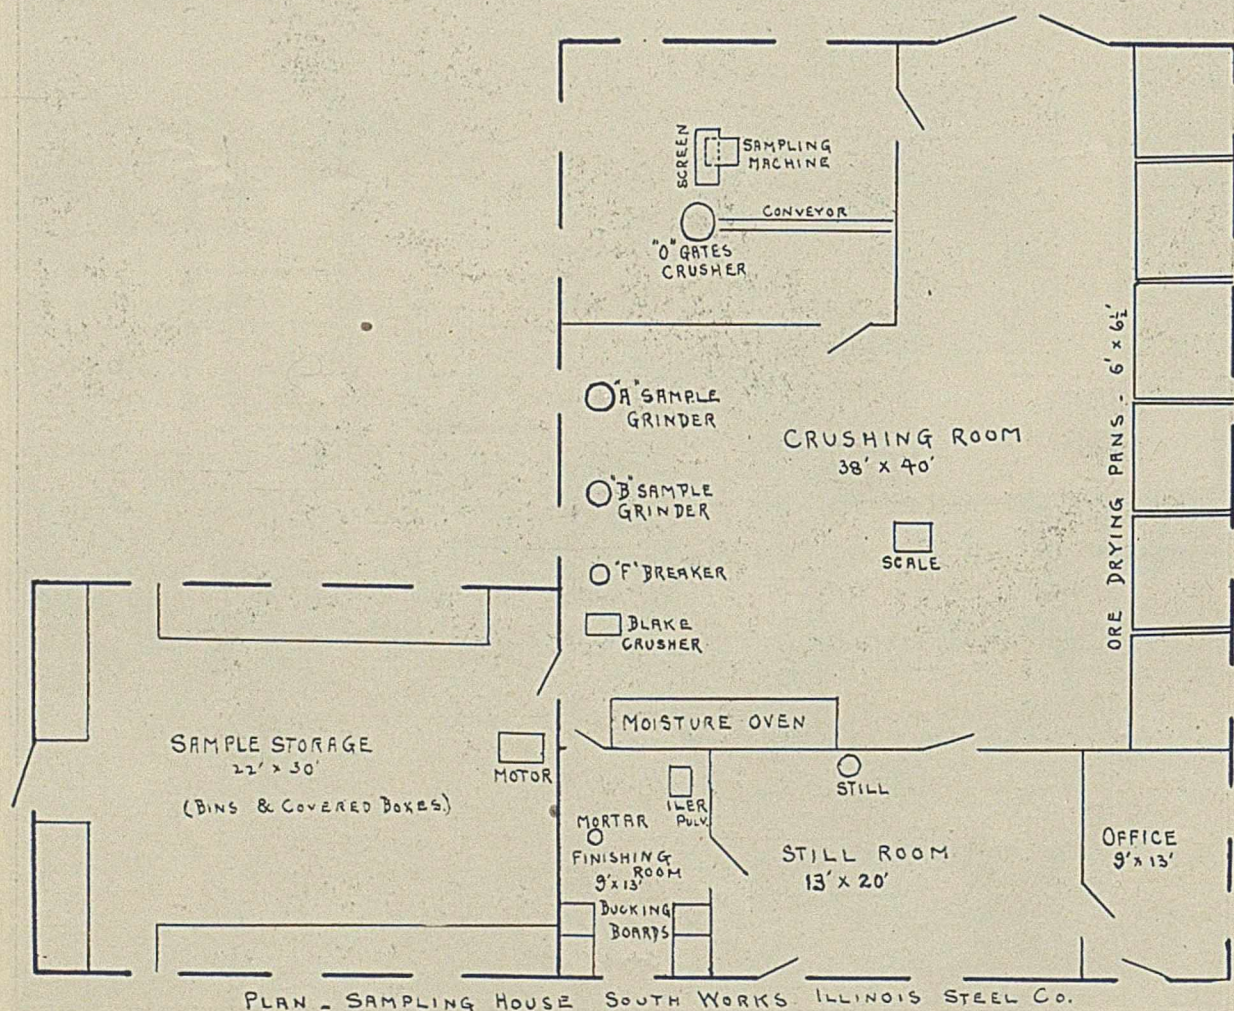 SCREEN
SAMPLING
MACHINE
CONVEYOR
"O" GATES
CRUSHER
"A" SAMPLE
GRINDER
CRUSHING ROOM
38' X 40'
ORE DRYING PANS - 6' x 6½'
"B" SAMPLE
GRINDER
SCALE
"F" BREAKER
BLAKE
CRUSHER
MOISTURE OVEN
SAMPLE STORAGE
22' x 30'
(BINS & COVERED BOXES.)
MOTOR
STILL
ILER
PULV.
MORTAR
FINISHING
ROOM
9' x 13'
STILL ROOM
13' X 20'
OFFICE
9' x 13'
BUCKING
BOARDS
PLAN - SAMPLING HOUSE SOUTH WORKS. ILLINOIS STEEL CO.